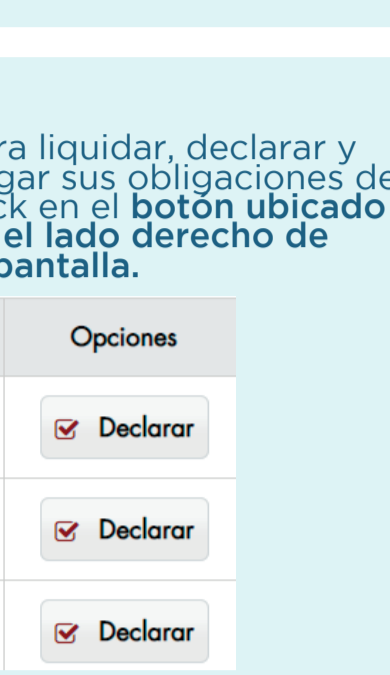 ra liquidar, declarar y
gar sus obligaciones de
ck en el botón ubicado
el lado derecho de
pantalla.
Opciones
Declarar
Declarar
Declarar